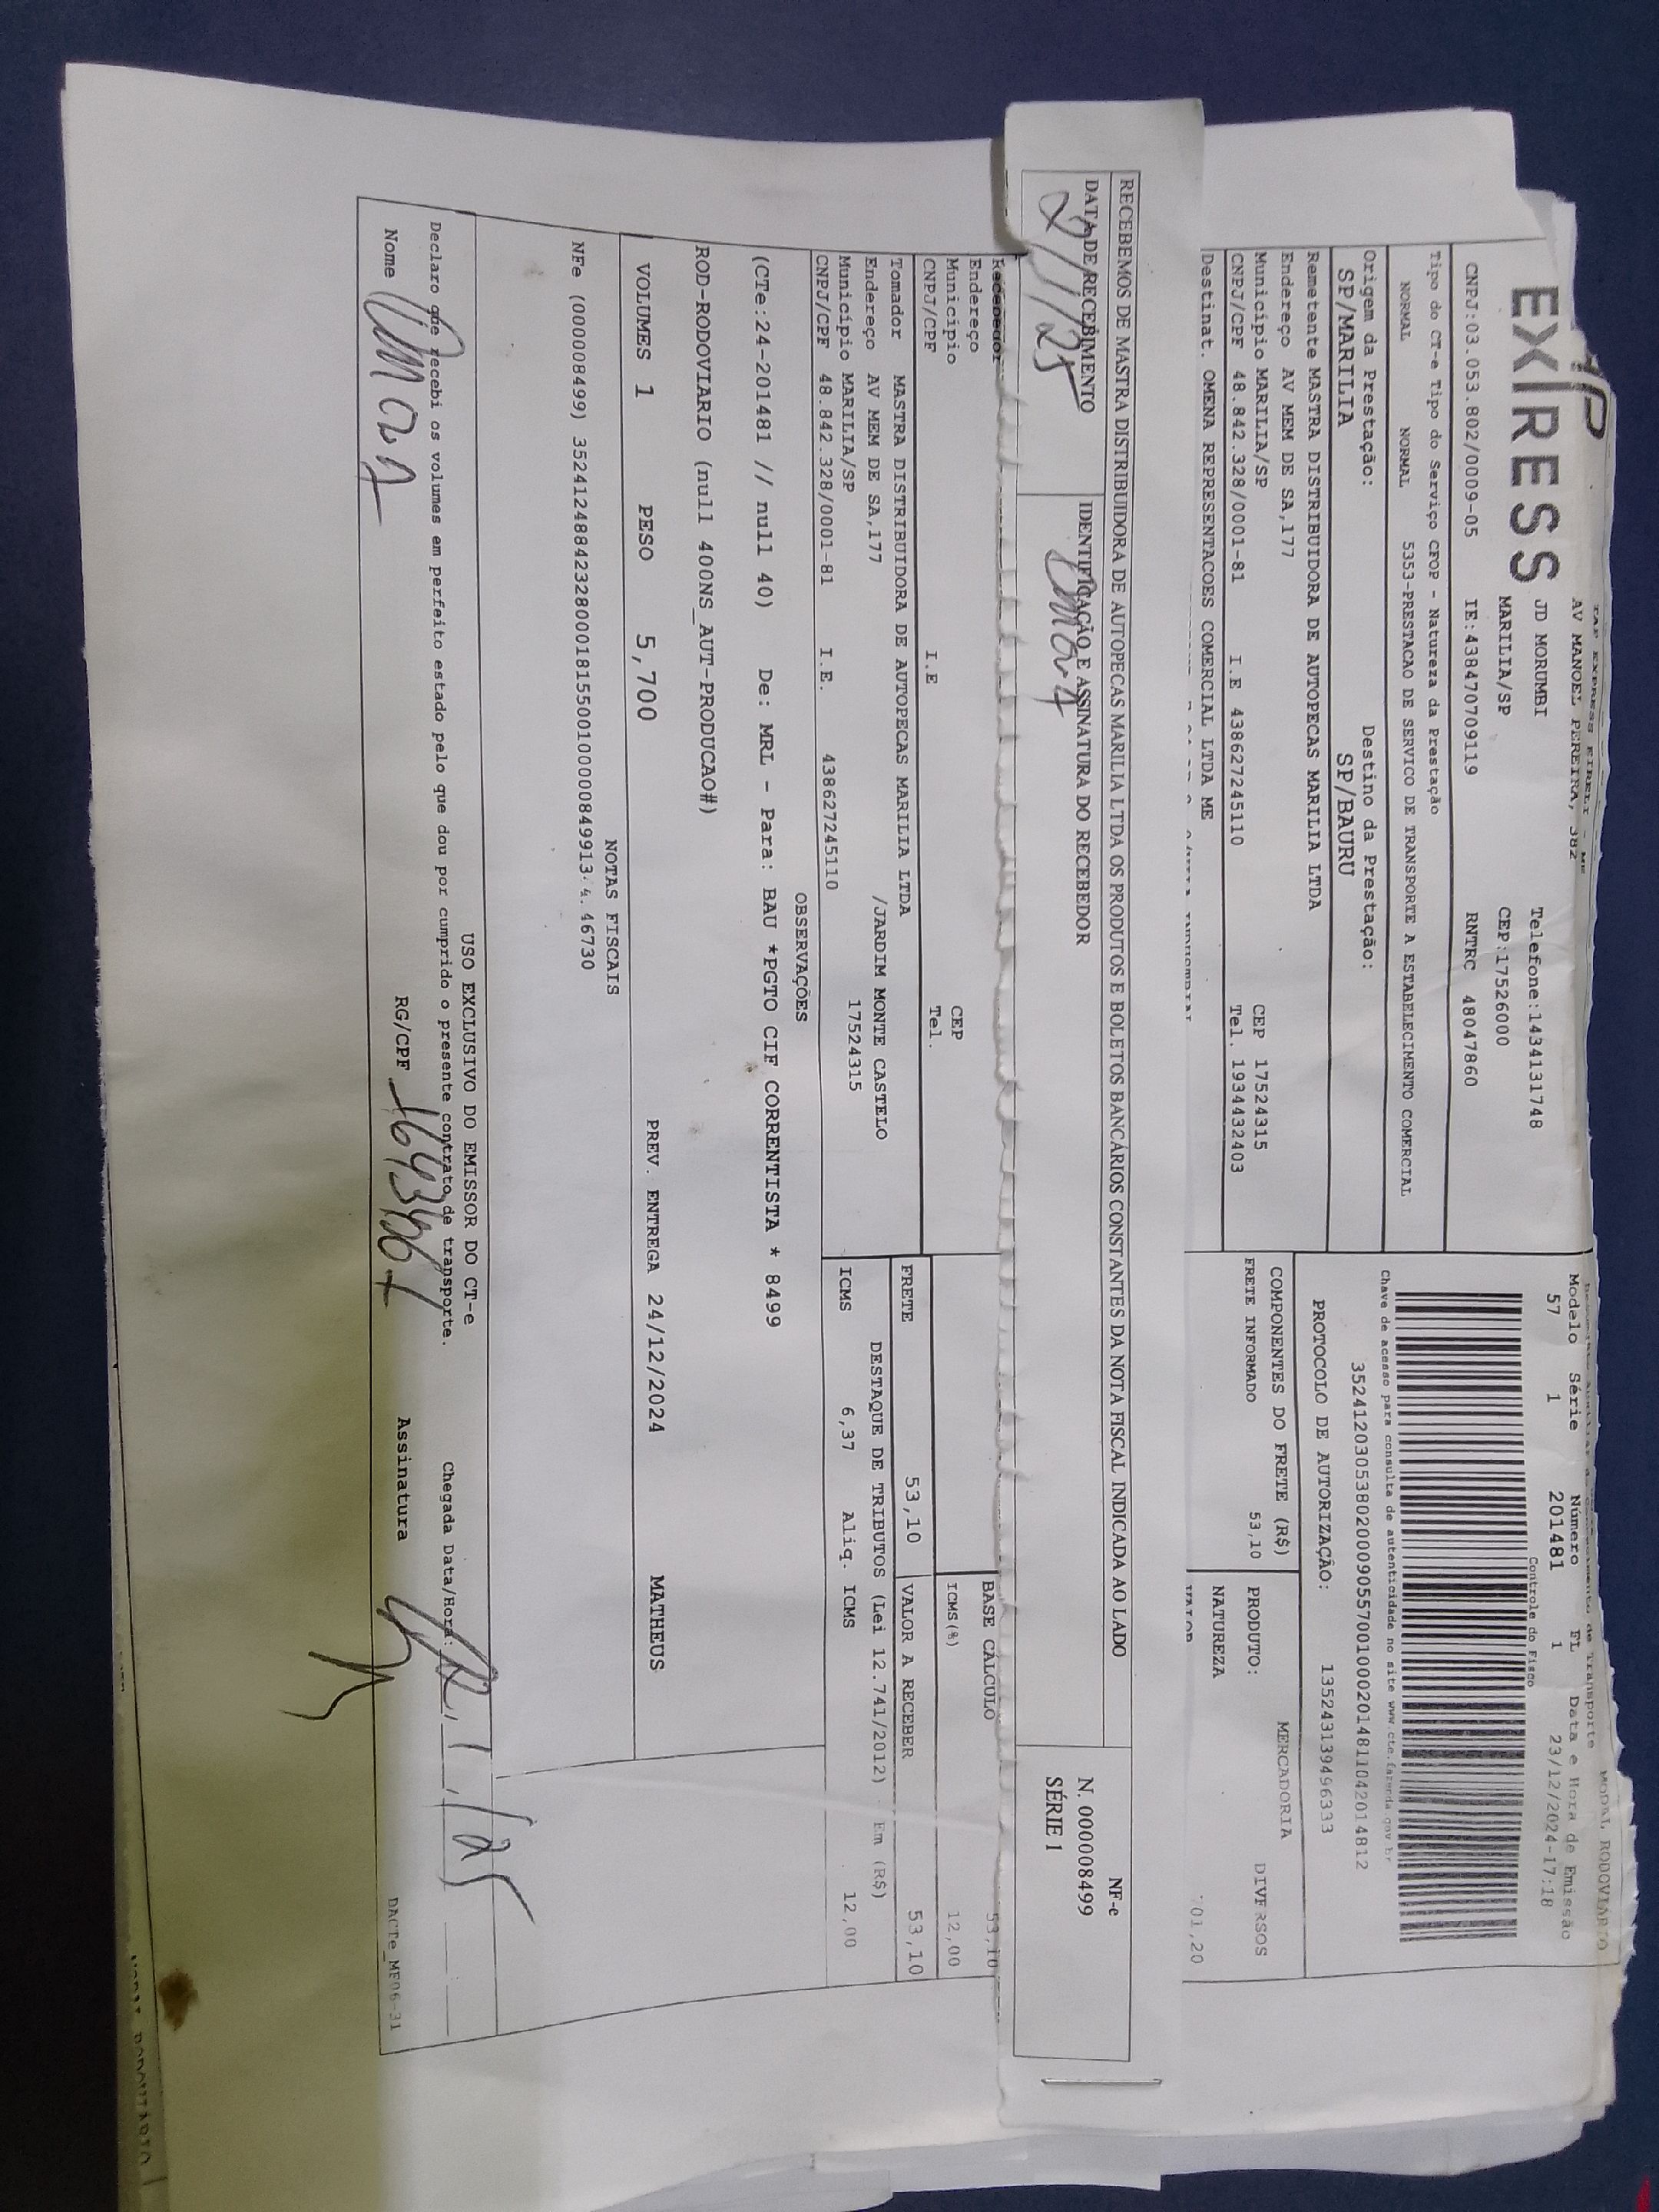 EXPRESS
AV MANOEL PEREIRA, 382
JD MORUMBI
Telefone:1434131748
MARILIA/SP
CEP:17526000
CNPJ:03.053.802/0009-05 IE:438470709119 RNTRC 48047860
MODAL RODOVIÁRIO
Modelo Série Número FL Data e Hora de Emissão
57 1 201481 1 23/12/2024-17:18
Controle do Fisco
Tipo do CT-e Tipo do Serviço CFOP - Natureza da Prestação
NORMAL NORMAL 5353-PRESTACAO DE SERVICO DE TRANSPORTE A ESTABELECIMENTO COMERCIAL
Chave de acesso para consulta de autenticidade no site www.cte.fazenda.gov.br
35241203053802000905570010002014811042014812
Origem da Prestação: Destino da Prestação:
SP/MARILIA SP/BAURU
PROTOCOLO DE AUTORIZAÇÃO: 135243139496333
Remetente MASTRA DISTRIBUIDORA DE AUTOPECAS MARILIA LTDA
Endereço AV MEM DE SA,177
Município MARILIA/SP CEP 17524315
CNPJ/CPF 48.842.328/0001-81 I.E 438627245110 Tel. 1934432403
COMPONENTES DO FRETE (R$)
FRETE INFORMADO 53,10
PRODUTO: MERCADORIA DIVERSOS
NATUREZA
VALOR 01,20
Destinat. OMENA REPRESENTACOES COMERCIAL LTDA ME
RECEBEMOS DE MASTRA DISTRIBUIDORA DE AUTOPECAS MARILIA LTDA OS PRODUTOS E BOLETOS BANCÁRIOS CONSTANTES DA NOTA FISCAL INDICADA AO LADO
DATA DE RECEBIMENTO IDENTIFICAÇÃO E ASSINATURA DO RECEBEDOR
NF-e
N. 000008499
SÉRIE 1
Recebedor
Endereço
Município CEP
CNPJ/CPF I.E Tel.
BASE CALCULO 53,10
ICMS(%) 12,00
Tomador MASTRA DISTRIBUIDORA DE AUTOPECAS MARILIA LTDA
Endereço AV MEM DE SA,177 /JARDIM MONTE CASTELO
Município MARILIA/SP 17524315
CNPJ/CPF 48.842.328/0001-81 I.E. 438627245110
FRETE 53,10 VALOR A RECEBER 53,10
DESTAQUE DE TRIBUTOS (Lei 12.741/2012) - Em (R$)
ICMS 6,37 Aliq. ICMS 12,00
OBSERVAÇÕES
(CTe:24-201481 // null 40) De: MRL - Para: BAU *PGTO CIF CORRENTISTA * 8499
ROD-RODOVIARIO (null 400NS_AUT-PRODUCAO#)
VOLUMES 1 PESO 5,700 PREV. ENTREGA 24/12/2024 MATHEUS
NOTAS FISCAIS
NFe (000008499)
USO EXCLUSIVO DO EMISSOR DO CT-e
Declaro que recebi os volumes em perfeito estado pelo que dou por cumprido o presente contrato de transporte. Chegada Data/Hora:
Nome RG/CPF Assinatura
DACTe_MF06-31